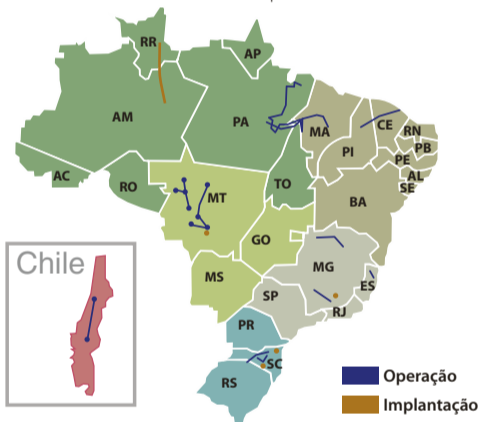 RR
AP
AM
PA
MA
CE
RN
PB
PI
PE
AL
SE
AC
RO
TO
MT
BA
GO
Chile
MG
MS
ES
SP
RJ
PR
SC
RS
Operação
Implantação